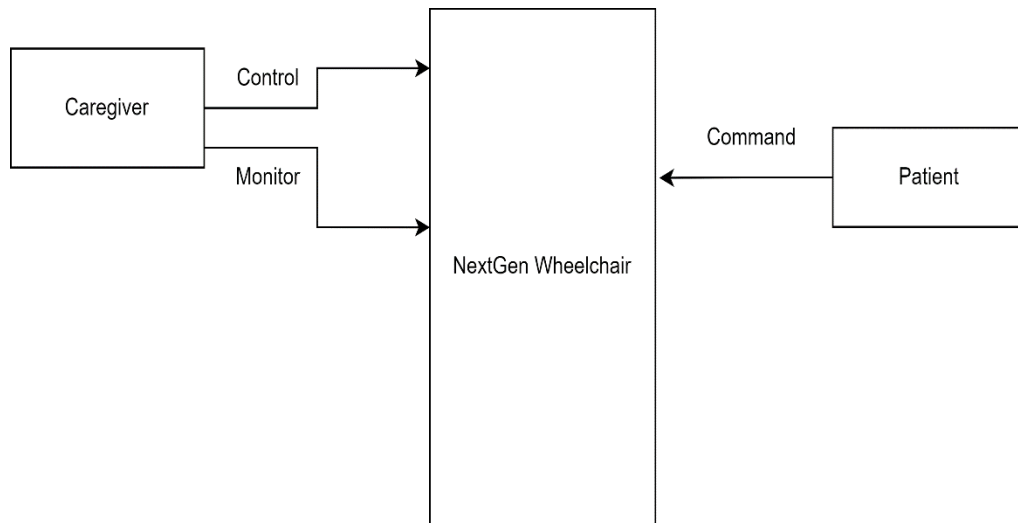 Caregiver
Control
Monitor
NextGen Wheelchair
Command
Patient